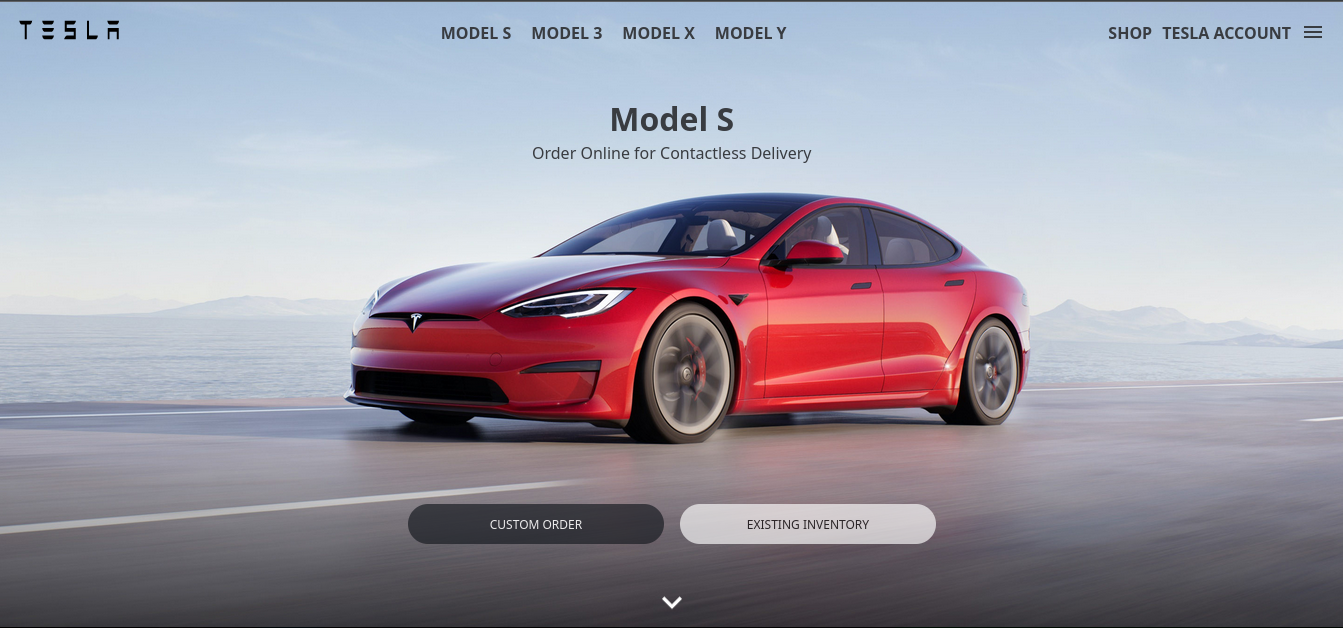 TESLA
MODEL S MODEL 3 MODEL X MODEL Y
SHOP TESLA ACCOUNT
Model S
Order Online for Contactless Delivery
CUSTOM ORDER
EXISTING INVENTORY